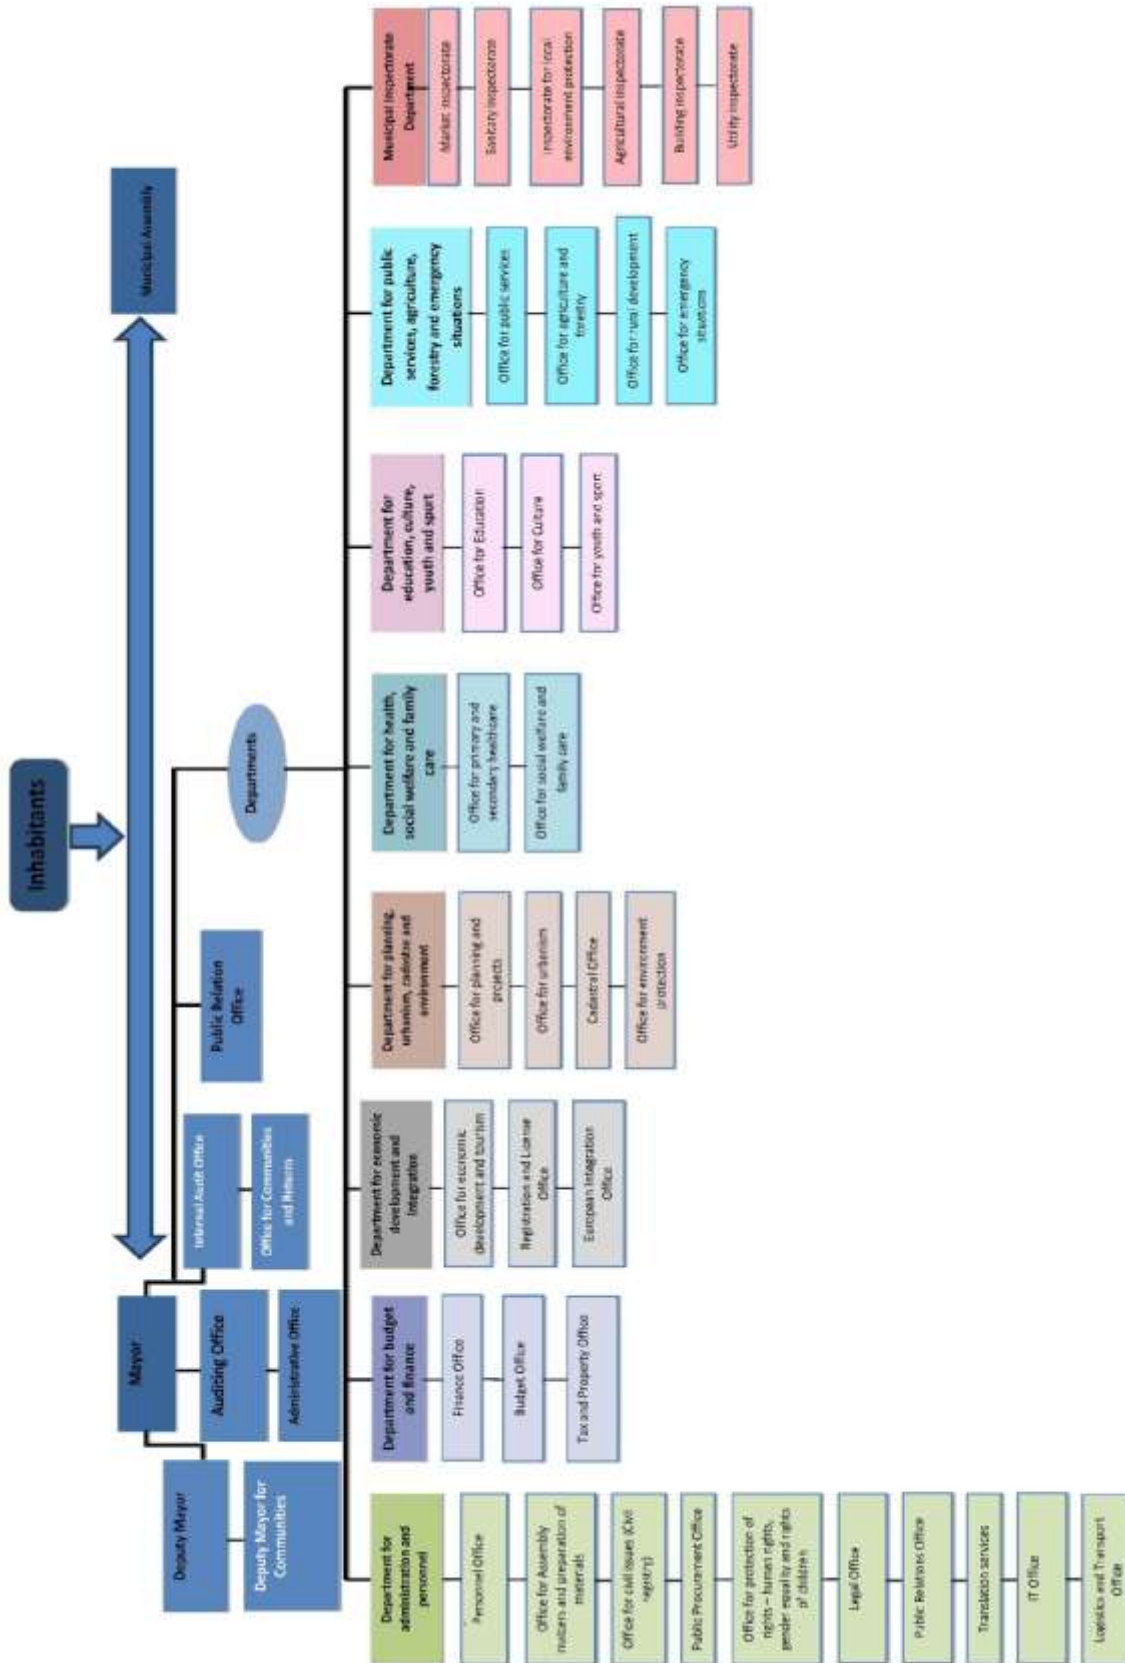 Inhabitants
Municipal Assembly
Mayor
Deputy Mayor
Deputy Mayor for
Communities
Auditing Office
Administrative Office
Internal Audit Office
Office for Communities
and Returns
Public Relation
Office
Departments
Department for
administration and
personnel
Personnel Office
Office for Assembly
matters and preparation of
materials
Office for civil issues (Civil
registry)
Public Procurement Office
Office for protection of
rights – human rights,
gender equality and rights
of children
Legal Office
Public Relations Office
Translation services
IT Office
Logistics and Transport
Office
Department for budget
and finance
Finance Office
Budget Office
Tax and Property Office
Department for economic
development and
Integration
Office for economic
development and tourism
Registration and License
Office
European Integration
Office
Department for planning,
urbanism, cadastre and
environment
Office for planning and
projects
Office for urbanism
Cadastral Office
Office for environment
protection
Department for health,
social welfare and family
care
Office for primary and
secondary healthcare
Office for social welfare and
family care
Department for
education, culture,
youth and sport
Office for Education
Office for Culture
Office for youth and sport
Department for public
services, agriculture,
forestry and emergency
situations
Office for public services
Office for agriculture and
forestry
Office for rural development
Office for emergency
situations
Municipal Inspectorate
Department
Market Inspectorate
Sanitary Inspectorate
Inspectorate for local
environment protection
Agricultural Inspectorate
Building Inspectorate
Utility Inspectorate